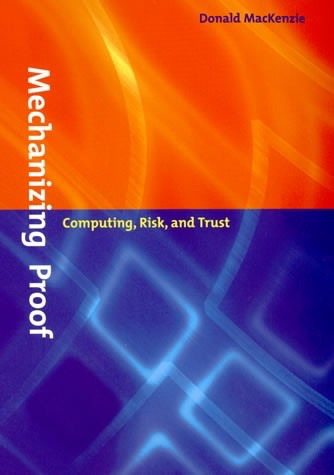 Donald MacKenzie
Mechanizing Proof
Computing, Risk, and Trust